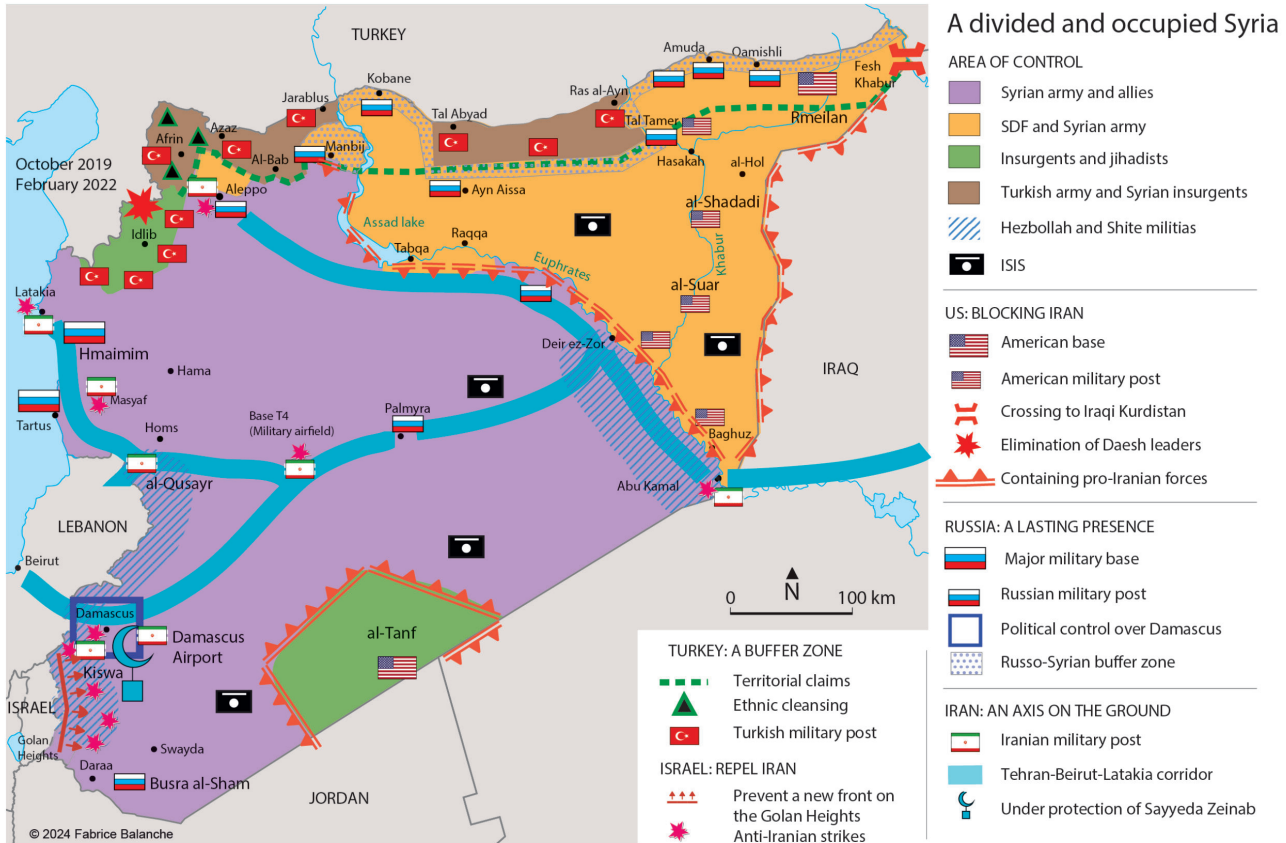 A divided and occupied Syria
AREA OF CONTROL
Syrian army and allies
SDF and Syrian army
Insurgents and jihadists
Turkish army and Syrian insurgents
Hezbollah and Shite militias
ISIS
US: BLOCKING IRAN
American base
American military post
Crossing to Iraqi Kurdistan
Elimination of Daesh leaders
Containing pro-Iranian forces
RUSSIA: A LASTING PRESENCE
Major military base
Russian military post
Political control over Damascus
Russo-Syrian buffer zone
IRAN: AN AXIS ON THE GROUND
Iranian military post
Tehran-Beirut-Latakia corridor
Under protection of Sayyeda Zeinab
TURKEY: A BUFFER ZONE
Territorial claims
Ethnic cleansing
Turkish military post
ISRAEL: REPEL IRAN
Prevent a new front on
the Golan Heights
Anti-Iranian strikes
TURKEY
Amuda
Oamishli
Fesh
Khabur
Kobane
Jarablus
Ras al-Ayn
Tal Abyad
Tal Tamer
Rmeilan
Azaz
Afrin
Al-Bab
Manbij
Hasakah
al-Hol
October 2019
February 2022
Aleppo
Ayn Aissa
al-Shadadi
Assad lake
Idlib
Raqqa
Tabqa
Euphrates
Khabur
al-Suar
Latakia
Deir ez-Zor
Hmaimim
Hama
IRAQ
Masyaf
Tartus
Base T4
(Military airfield)
Palmyra
Homs
Baghuz
al-Qusayr
Abu Kamal
LEBANON
Beirut
N
0
100 km
Damascus
Damascus
Airport
al-Tanf
Kiswa
ISRAEL
Golan
Heights
Swayda
Daraa
Busra al-Sham
JORDAN
© 2024 Fabrice Balanche